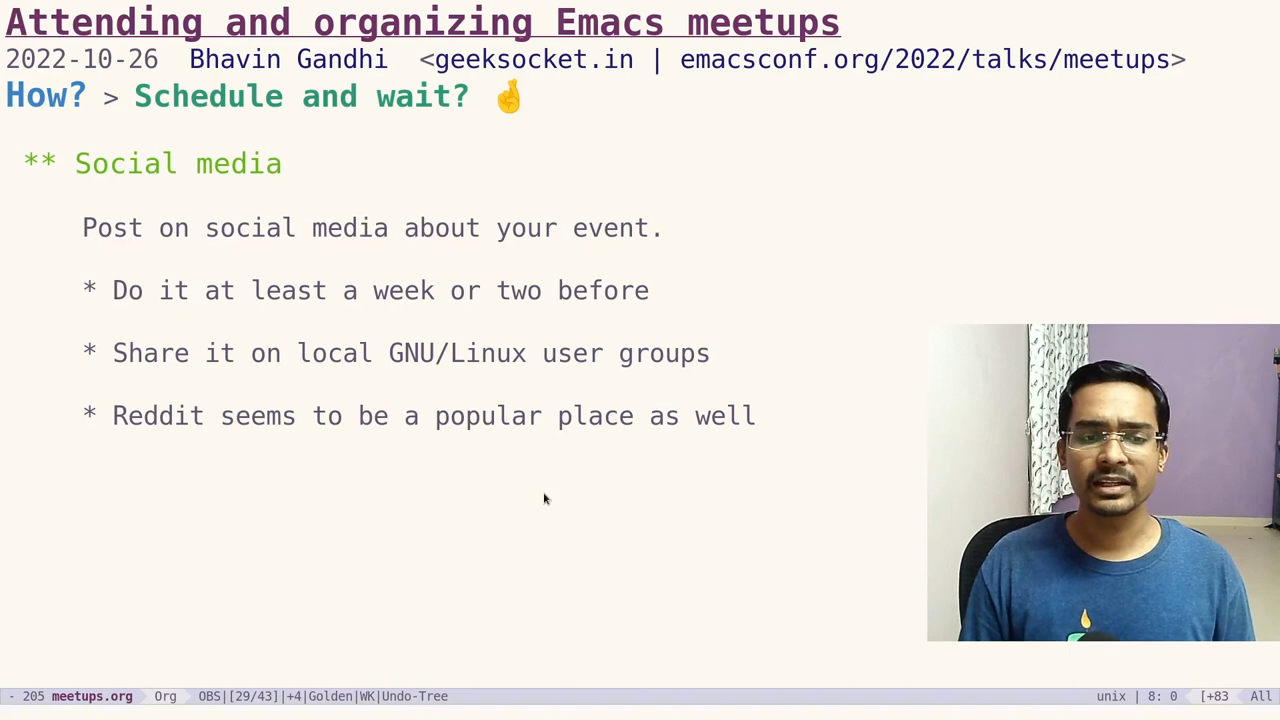 Attending and organizing Emacs meetups
2022-10-26 Bhavin Gandhi <geeksocket.in | emacsconf.org/2022/talks/meetups>
How? > Schedule and wait? 🤞
** Social media
Post on social media about your event.
* Do it at least a week or two before
* Share it on local GNU/Linux user groups
* Reddit seems to be a popular place as well
- 205 meetups.org Org OBS|[29/43]|+4|Golden|WK|Undo-Tree unix | 8: 0 [+83 All